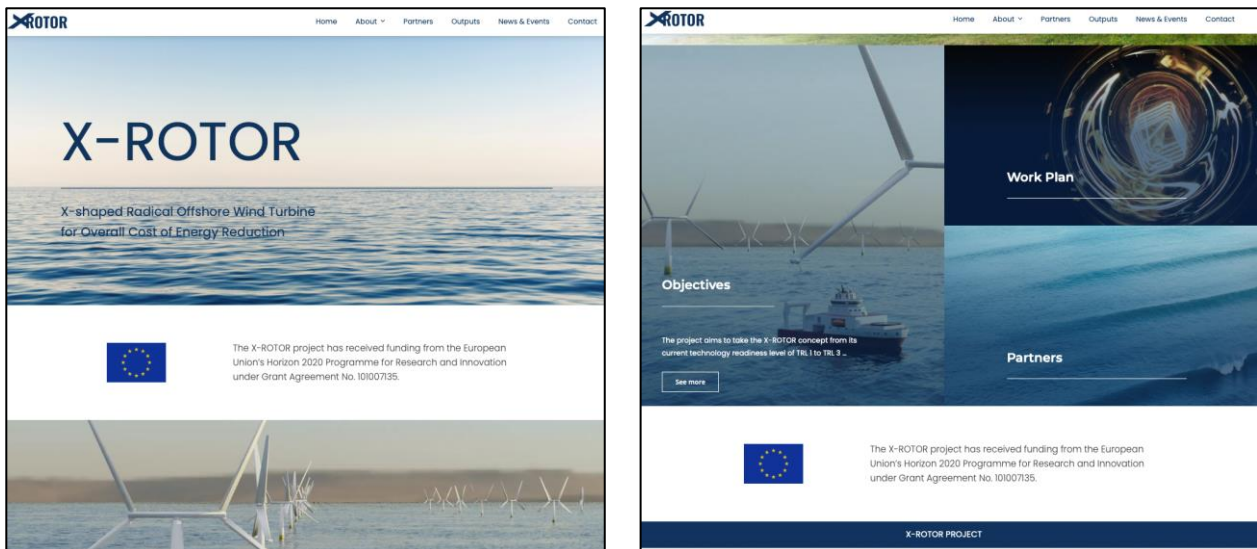 XROTOR
Home About Partners Outputs News & Events Contact
X-ROTOR
X-shaped Radical Offshore Wind Turbine
for Overall Cost of Energy Reduction
The X-ROTOR project has received funding from the European
Union's Horizon 2020 Programme for Research and Innovation
under Grant Agreement No. 101007135.
XROTOR
Home About Partners Outputs News & Events Contact
Objectives
The project aims to take the X-ROTOR concept from its
current technology readiness level of TRL 1 to TRL 3 ...
See more
Work Plan
Partners
The X-ROTOR project has received funding from the European
Union's Horizon 2020 Programme for Research and Innovation
under Grant Agreement No. 101007135.
X-ROTOR PROJECT